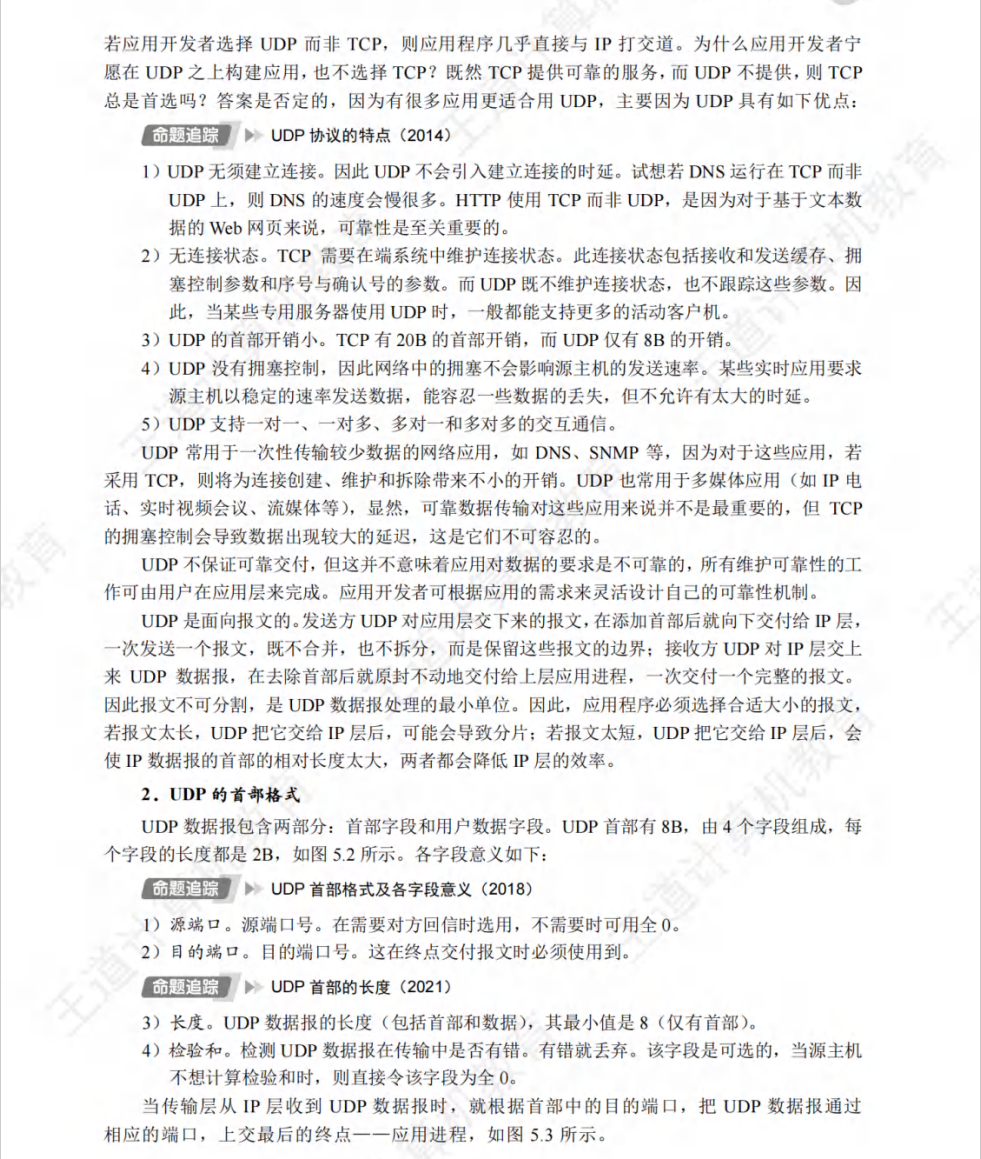 若应用开发者选择 UDP 而非 TCP，则应用程序几乎直接与 IP 打交道。为什么应用开发者宁
愿在 UDP 之上构建应用，也不选择 TCP？既然 TCP 提供可靠的服务，而 UDP 不提供，则 TCP
总是首选吗？答案是否定的，因为有很多应用更适合用 UDP，主要因为 UDP 具有如下优点：
命题追踪 UDP 协议的特点（2014）
1）UDP 无须建立连接。因此 UDP 不会引入建立连接的时延。试想若 DNS 运行在 TCP 而非
UDP 上，则 DNS 的速度会慢很多。HTTP 使用 TCP 而非 UDP，是因为对于基于文本数
据的 Web 网页来说，可靠性是至关重要的。
2）无连接状态。TCP 需要在端系统中维护连接状态。此连接状态包括接收和发送缓存、拥
塞控制参数和序号与确认号的参数。而 UDP 既不维护连接状态，也不跟踪这些参数。因
此，当某些专用服务器使用 UDP 时，一般都能支持更多的活动客户机。
3）UDP 的首部开销小。TCP 有 20B 的首部开销，而 UDP 仅有 8B 的开销。
4）UDP 没有拥塞控制，因此网络中的拥塞不会影响源主机的发送速率。某些实时应用要求
源主机以稳定的速率发送数据，能容忍一些数据的丢失，但不允许有太大的时延。
5）UDP 支持一对一、一对多、多对一和多对多的交互通信。
UDP 常用于一次性传输较少数据的网络应用，如 DNS、SNMP 等，因为对于这些应用，若
采用 TCP，则将为连接创建、维护和拆除带来不小的开销。UDP 也常用于多媒体应用（如 IP 电
话、实时视频会议、流媒体等），显然，可靠数据传输对这些应用来说并不是最重要的，但 TCP
的拥塞控制会导致数据出现较大的延迟，这是它们不可容忍的。
UDP 不保证可靠交付，但这并不意味着应用对数据的要求是不可靠的，所有维护可靠性的工
作可由用户在应用层来完成。应用开发者可根据应用的需求来灵活设计自己的可靠性机制。
UDP 是面向报文的。发送方 UDP 对应用层交下来的报文，在添加首部后就向下交付给 IP 层，
一次发送一个报文，既不合并，也不拆分，而是保留这些报文的边界；接收方 UDP 对 IP 层交上
来 UDP 数据报，在去除首部后就原封不动地交付给上层应用进程，一次交付一个完整的报文。
因此报文不可分割，是 UDP 数据报处理的最小单位。因此，应用程序必须选择合适大小的报文，
若报文太长，UDP 把它交给 IP 层后，可能会导致分片；若报文太短，UDP 把它交给 IP 层后，会
使 IP 数据报的首部的相对长度太大，两者都会降低 IP 层的效率。
2．UDP 的首部格式
UDP 数据报包含两部分：首部字段和用户数据字段。UDP 首部有 8B，由 4 个字段组成，每
个字段的长度都是 2B，如图 5.2 所示。各字段意义如下：
命题追踪 UDP 首部格式及各字段意义（2018）
1）源端口。源端口号。在需要对方回信时选用，不需要时可用全 0。
2）目的端口。目的端口号。这在终点交付报文时必须使用到。
命题追踪 UDP 首部的长度（2021）
3）长度。UDP 数据报的长度（包括首部和数据），其最小值是 8（仅有首部）。
4）检验和。检测 UDP 数据报在传输中是否有错。有错就丢弃。该字段是可选的，当源主机
不想计算检验和时，则直接令该字段为全 0。
当传输层从 IP 层收到 UDP 数据报时，就根据首部中的目的端口，把 UDP 数据报通过
相应的端口，上交最后的终点——应用进程，如图 5.3 所示。
王道计算机教育